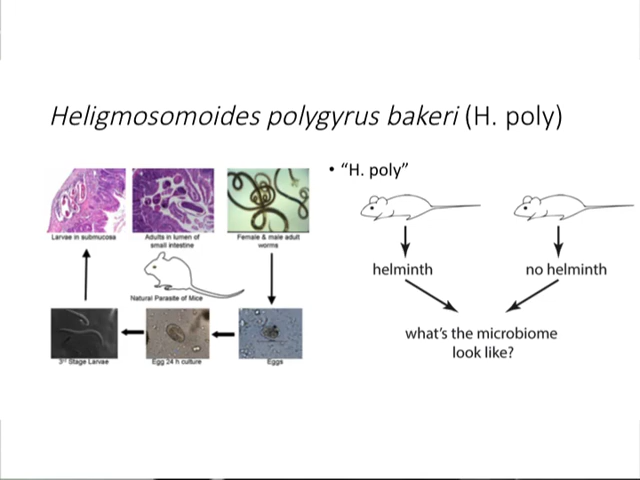 Heligmosomoides polygyrus bakeri (H. poly)
Larvae in submucosa
Adults in lumen of
small intestine
Female & male adult
worms
Natural Parasite of Mice
3rd Stage Larvae
Egg 24 h culture
Eggs
• “H. poly”
helminth
no helminth
what's the microbiome
look like?